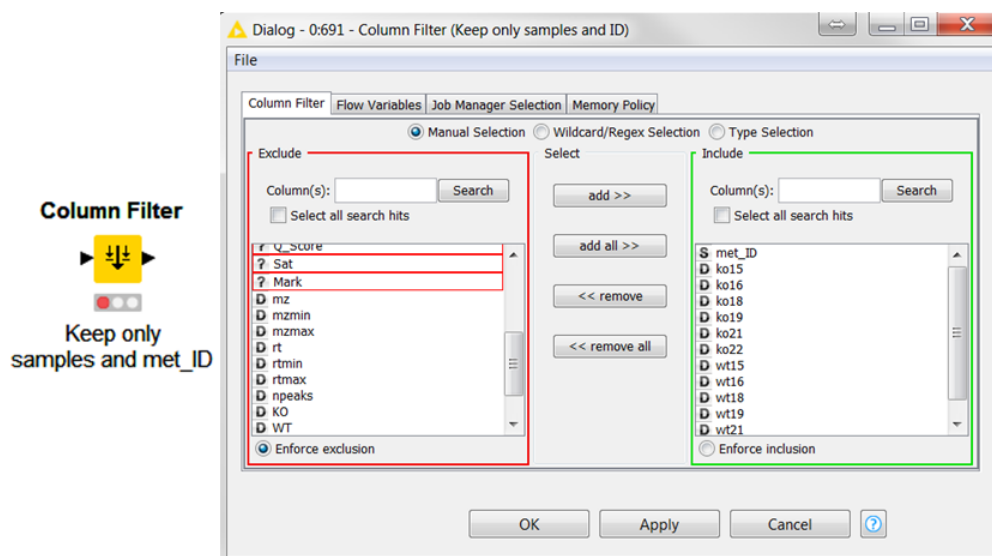 Column Filter
Keep only
samples and met_ID
Dialog - 0:691 - Column Filter (Keep only samples and ID)
File
Column Filter Flow Variables Job Manager Selection Memory Policy
Manual Selection Wildcard/Regex Selection Type Selection
Exclude
Column(s): Search
Select all search hits
? Q_Score
? Sat
? Mark
D mz
D mzmin
D mzmax
D rt
D rtmin
D rtmax
D npeaks
D KO
D WT
Enforce exclusion
Select
add >>
add all >>
<< remove
<< remove all
Include
Column(s): Search
Select all search hits
S met_ID
D ko15
D ko16
D ko18
D ko19
D ko21
D ko22
D wt15
D wt16
D wt18
D wt19
D wt21
Enforce inclusion
OK Apply Cancel ?